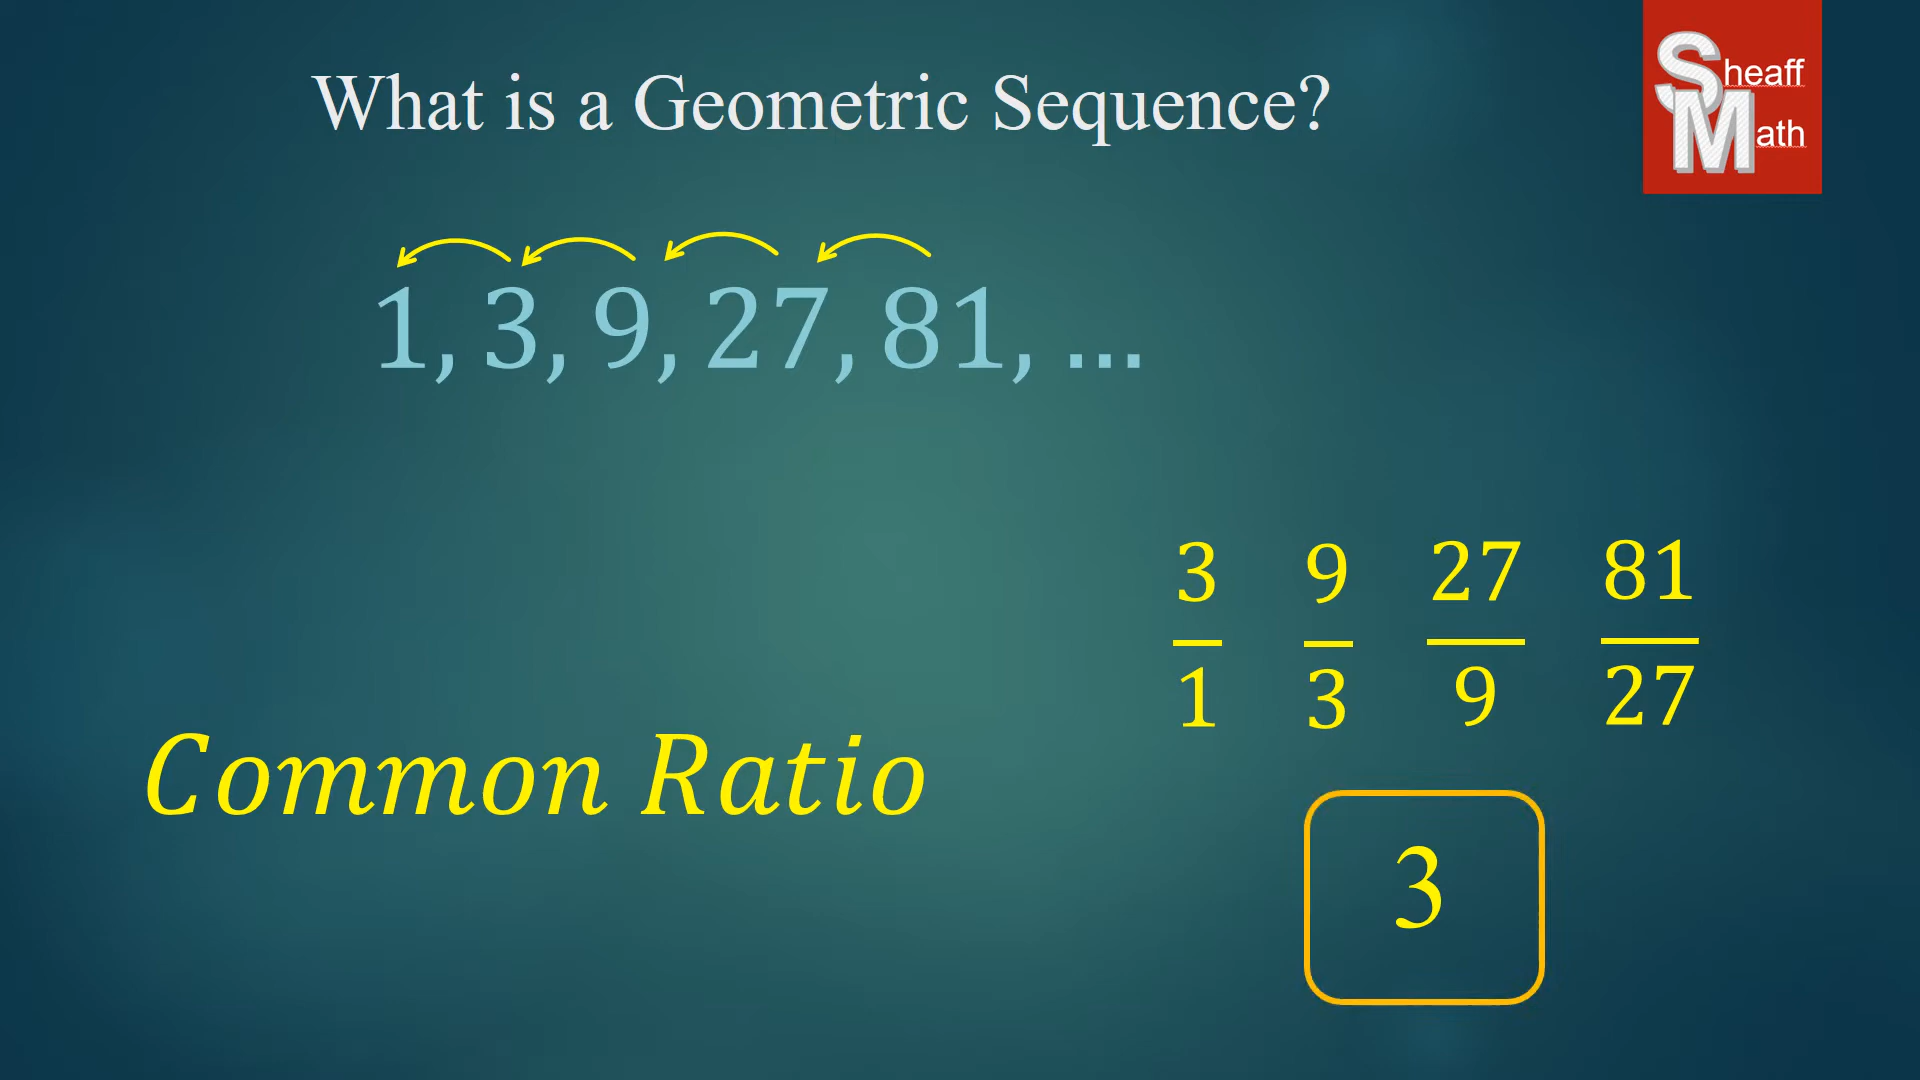 What is a Geometric Sequence?
Sheaff
Math
1, 3, 9, 27, 81, ...
3/1 9/3 27/9 81/27
Common Ratio
3